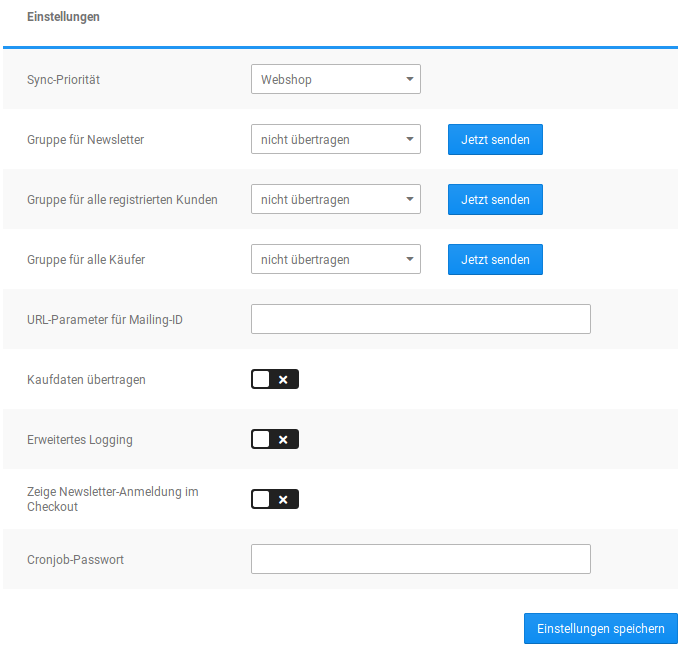 Einstellungen
Sync-Priorität
Webshop
Gruppe für Newsletter
nicht übertragen
Jetzt senden
Gruppe für alle registrierten Kunden
nicht übertragen
Jetzt senden
Gruppe für alle Käufer
nicht übertragen
Jetzt senden
URL-Parameter für Mailing-ID
Kaufdaten übertragen
Erweitertes Logging
Zeige Newsletter-Anmeldung im
Checkout
Cronjob-Passwort
Einstellungen speichern